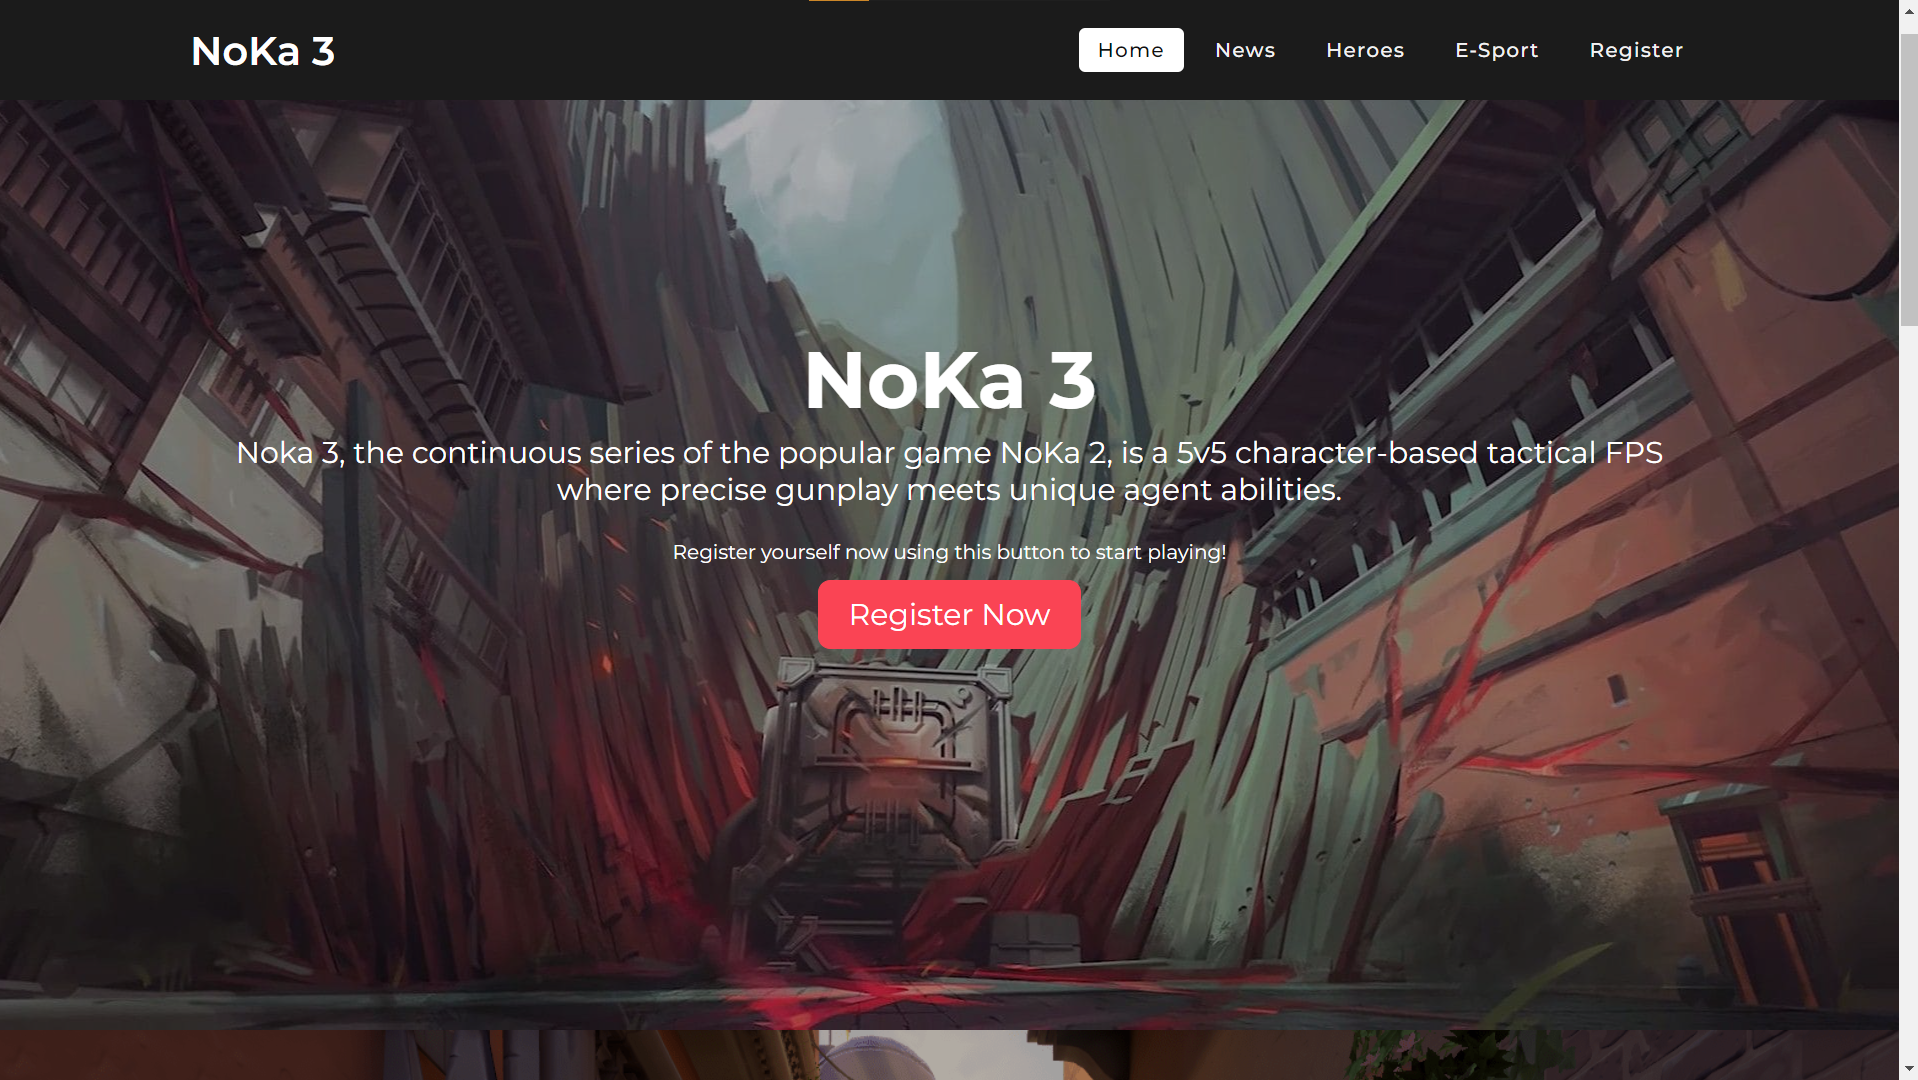 NoKa 3
Home
News
Heroes
E-Sport
Register
NoKa 3
Noka 3, the continuous series of the popular game NoKa 2, is a 5v5 character-based tactical FPS
where precise gunplay meets unique agent abilities.
Register yourself now using this button to start playing!
Register Now